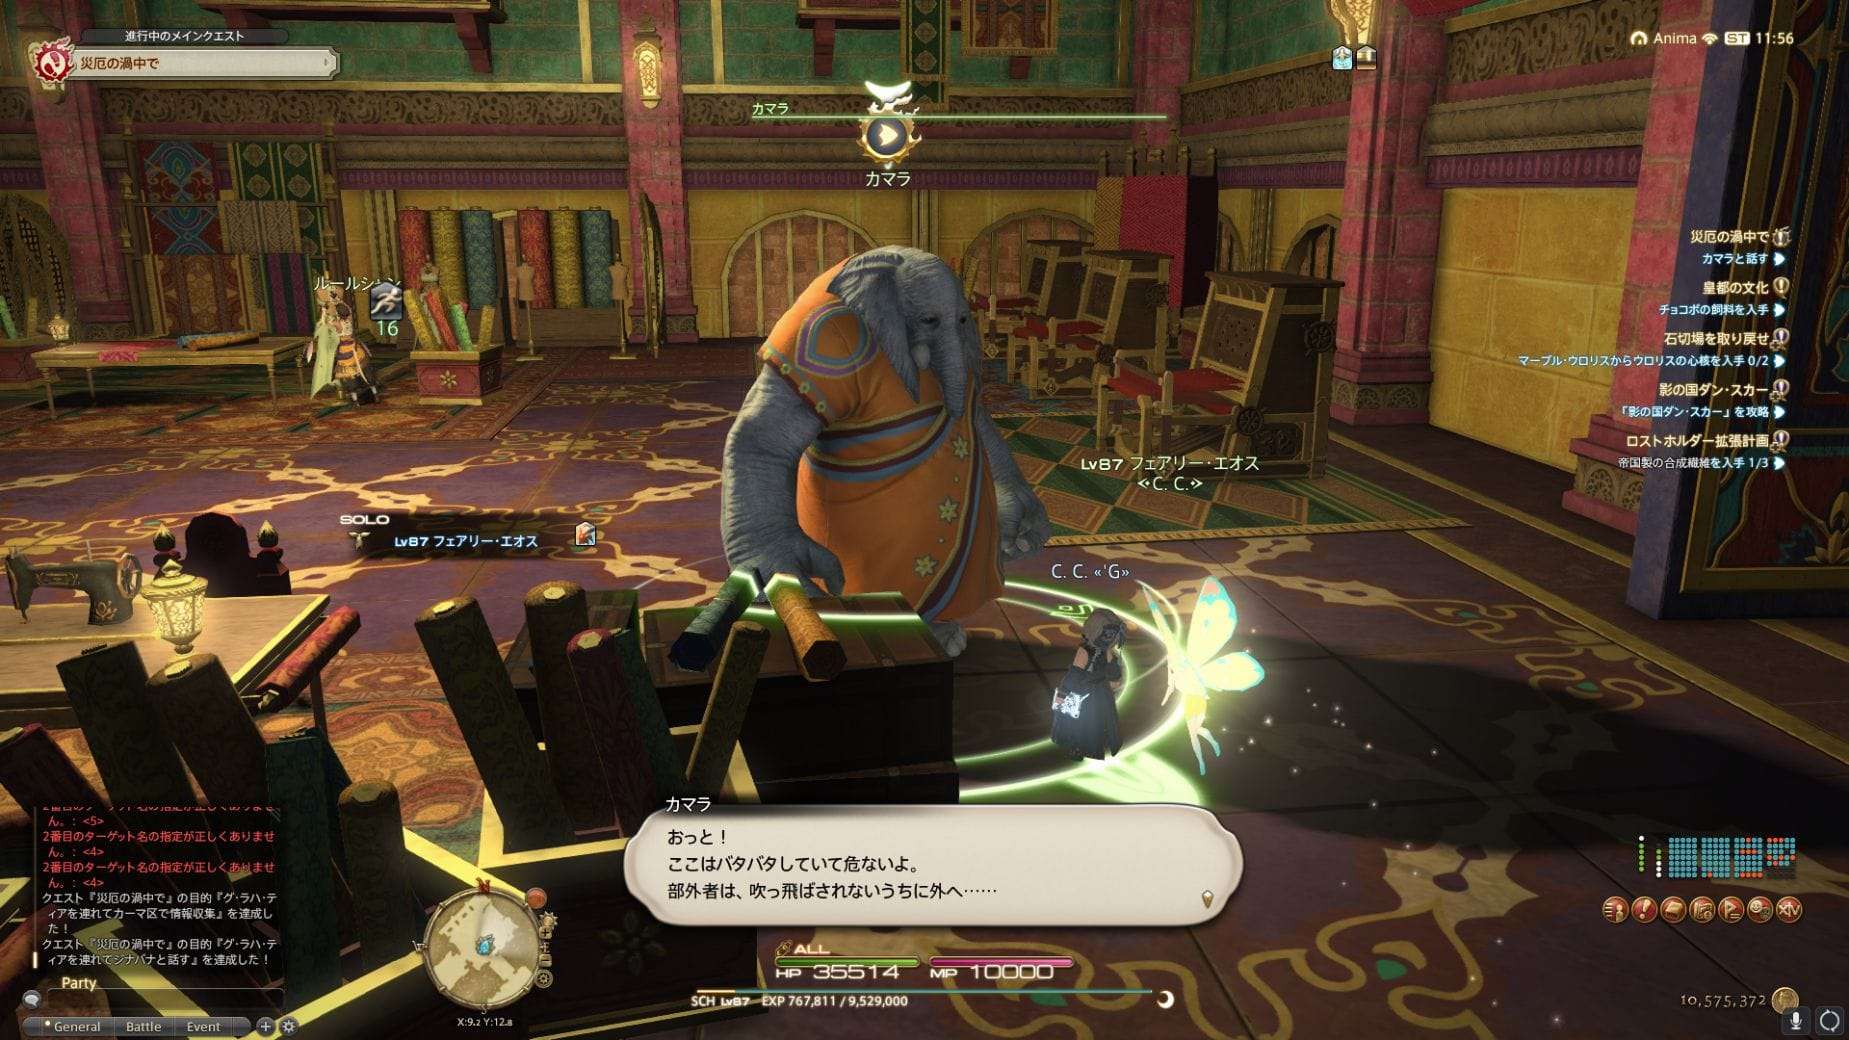 進行中のメインクエスト
災厄の渦中で
Anima ST 11:56
カマラ
カマラ
ルールシャン
16
災厄の渦中で
カマラと話す
皇都の文化
チョコボの飼料を入手
石切場を取り戻せ
マーブル・ウロリスからウロリスの心核を入手 0/2
影の国ダン・スカー
『影の国ダン・スカー』を攻略
ロストホルダー拡張計画
帝国製の合成繊維を入手 1/3
Lv87 フェアリー・エオス
C. C.
SOLO
Lv87 フェアリー・エオス
C. C. «'G»
カマラ
おっと！
ここはバタバタしていて危ないよ。
部外者は、吹っ飛ばされないうちに外へ……
2番目のターゲット名の指定が正しくありませ
ん。： <5>
2番目のターゲット名の指定が正しくありませ
ん。： <4>
2番目のターゲット名の指定が正しくありませ
ん。： <4>
クエスト『災厄の渦中で』の目的『グ・ラハ・テ
ィアを連れてカーマ区で情報収集』を達成し
た！
クエスト『災厄の渦中で』の目的『グ・ラハ・テ
ィアを連れてジナバナと話す』を達成した！
Party
General Battle Event
N
X:9.2 Y:12.8
ALL
HP 35514 MP 10000
SCH Lv87 EXP 767,811 / 9,529,000
XIV
10,575,372